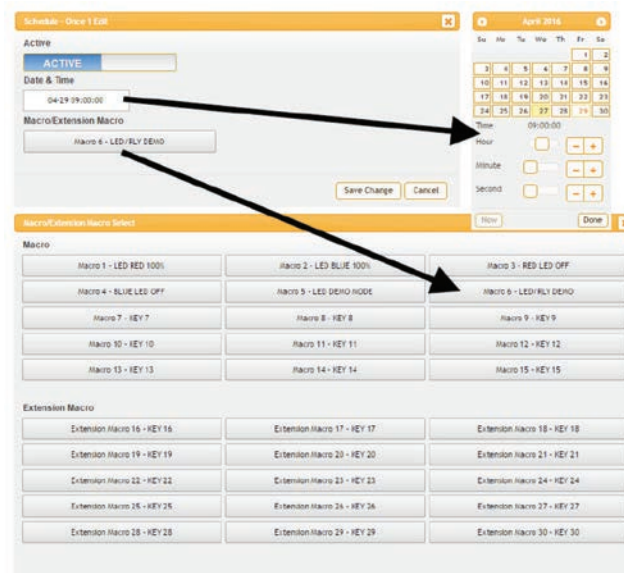 Schedule - Once 1 Edit
Active
ACTIVE
Date & Time
04-29 09:00:00
Macro/Extension Macro
Macro 6 - LED/RLY DEMO
Save Change Cancel
April 2016
Su Mo Tu We Th Fr Sa
1 2
3 4 5 6 7 8 9
10 11 12 13 14 15 16
17 18 19 20 21 22 23
24 25 26 27 28 29 30
Time 09:00:00
Hour - +
Minute - +
Second - +
Now Done
Macro/Extension Macro Select
Macro
Macro 1 - LED RED 100% Macro 2 - LED BLUE 100% Macro 3 - RED LED OFF
Macro 4 - BLUE LED OFF Macro 5 - LED DEMO MODE Macro 6 - LED/RLY DEMO
Macro 7 - KEY 7 Macro 8 - KEY 8 Macro 9 - KEY 9
Macro 10 - KEY 10 Macro 11 - KEY 11 Macro 12 - KEY 12
Macro 13 - KEY 13 Macro 14 - KEY 14 Macro 15 - KEY 15
Extension Macro
Extension Macro 16 - KEY 16 Extension Macro 17 - KEY 17 Extension Macro 18 - KEY 18
Extension Macro 19 - KEY 19 Extension Macro 20 - KEY 20 Extension Macro 21 - KEY 21
Extension Macro 22 - KEY 22 Extension Macro 23 - KEY 23 Extension Macro 24 - KEY 24
Extension Macro 25 - KEY 25 Extension Macro 26 - KEY 26 Extension Macro 27 - KEY 27
Extension Macro 28 - KEY 28 Extension Macro 29 - KEY 29 Extension Macro 30 - KEY 30